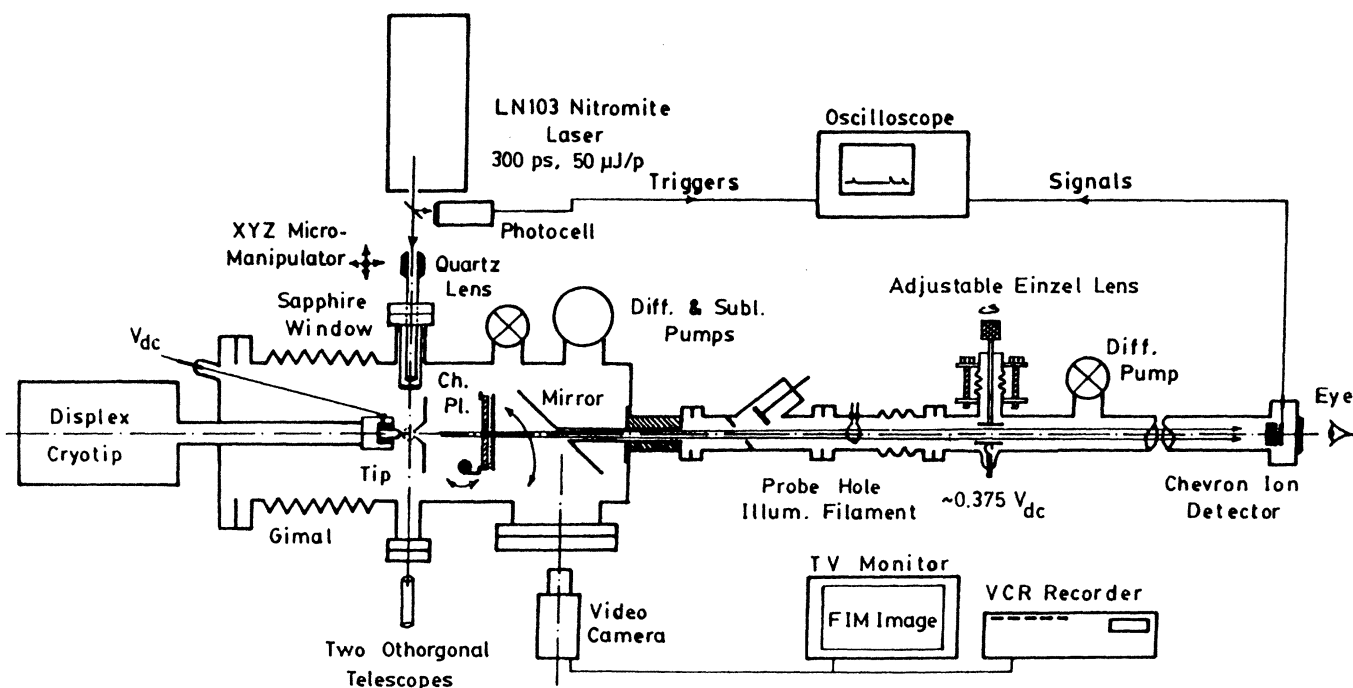 LN103 Nitromite
Laser
300 ps, 50 µJ/p
Oscilloscope
Triggers
Signals
Photocell
XYZ Micro-
Manipulator
Quartz
Lens
Sapphire
Window
Diff. & Subl.
Pumps
Adjustable Einzel Lens
Diff.
Pump
Vdc
Ch.
Pl.
Mirror
Eye
Displex
Cryotip
Tip
Gimal
Probe Hole
Illum. Filament
~0.375 Vdc
Chevron Ion
Detector
TV Monitor
VCR Recorder
FIM Image
Video
Camera
Two Othorgonal
Telescopes